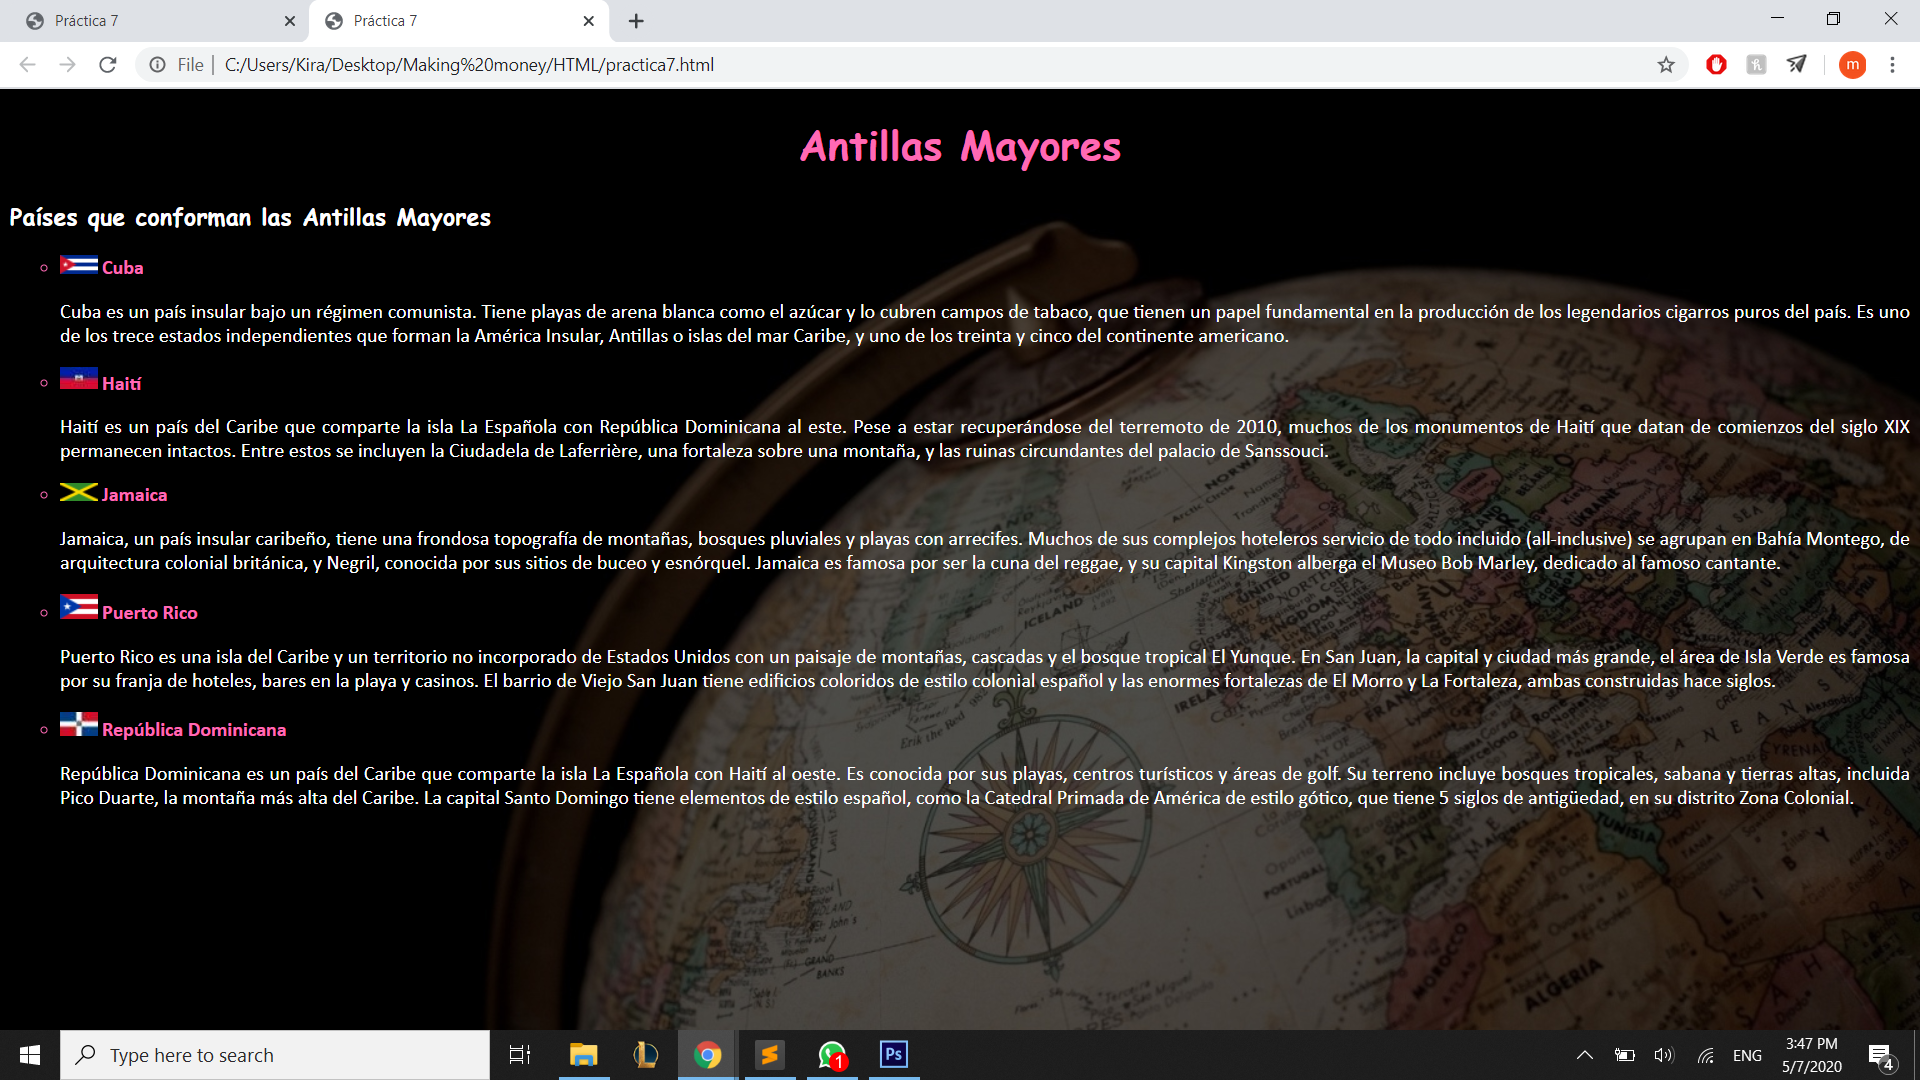 Práctica 7
Práctica 7
File | C:/Users/Kira/Desktop/Making%20money/HTML/practica7.html
m
Antillas Mayores
Países que conforman las Antillas Mayores
Cuba
Cuba es un país insular bajo un régimen comunista. Tiene playas de arena blanca como el azúcar y lo cubren campos de tabaco, que tienen un papel fundamental en la producción de los legendarios cigarros puros del país. Es uno
de los trece estados independientes que forman la América Insular, Antillas o islas del mar Caribe, y uno de los treinta y cinco del continente americano.
Haití
Haití es un país del Caribe que comparte la isla La Española con República Dominicana al este. Pese a estar recuperándose del terremoto de 2010, muchos de los monumentos de Haití que datan de comienzos del siglo XIX
permanecen intactos. Entre estos se incluyen la Ciudadela de Laferrière, una fortaleza sobre una montaña, y las ruinas circundantes del palacio de Sanssouci.
Jamaica
Jamaica, un país insular caribeño, tiene una frondosa topografía de montañas, bosques pluviales y playas con arrecifes. Muchos de sus complejos hoteleros servicio de todo incluido (all-inclusive) se agrupan en Bahía Montego, de
arquitectura colonial británica, y Negril, conocida por sus sitios de buceo y esnórquel. Jamaica es famosa por ser la cuna del reggae, y su capital Kingston alberga el Museo Bob Marley, dedicado al famoso cantante.
Puerto Rico
Puerto Rico es una isla del Caribe y un territorio no incorporado de Estados Unidos con un paisaje de montañas, cascadas y el bosque tropical El Yunque. En San Juan, la capital y ciudad más grande, el área de Isla Verde es famosa
por su franja de hoteles, bares en la playa y casinos. El barrio de Viejo San Juan tiene edificios coloridos de estilo colonial español y las enormes fortalezas de El Morro y La Fortaleza, ambas construidas hace siglos.
República Dominicana
República Dominicana es un país del Caribe que comparte la isla La Española con Haití al oeste. Es conocida por sus playas, centros turísticos y áreas de golf. Su terreno incluye bosques tropicales, sabana y tierras altas, incluida
Pico Duarte, la montaña más alta del Caribe. La capital Santo Domingo tiene elementos de estilo español, como la Catedral Primada de América de estilo gótico, que tiene 5 siglos de antigüedad, en su distrito Zona Colonial.
ICELAND
IRELAND
SPAIN
PORTUGAL
Lisbon
TUNISIA
LIBYA
MOROCCO
ALGERIA
GRAND
BANKS
Type here to search
1
Ps
ENG
3:47 PM
5/7/2020
4